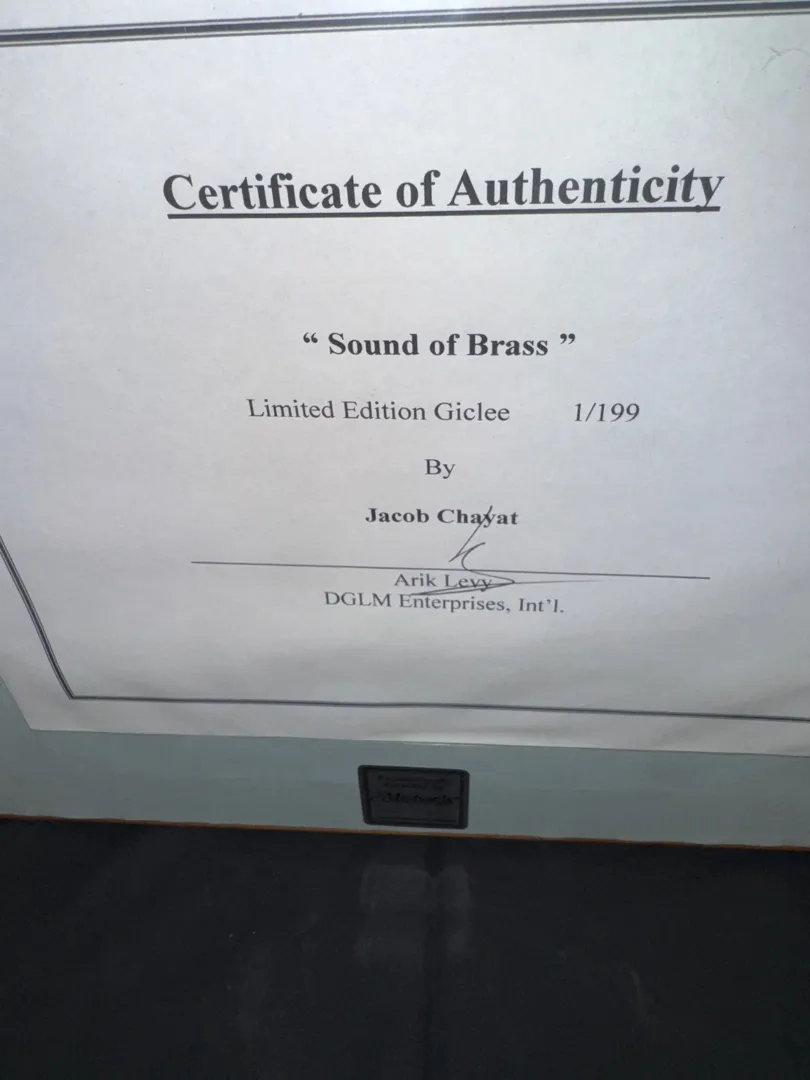 Certificate of Authenticity
“ Sound of Brass ”
Limited Edition Giclee 1/199
By
Jacob Chayat
Arik Levy
DGLM Enterprises, Int’l.